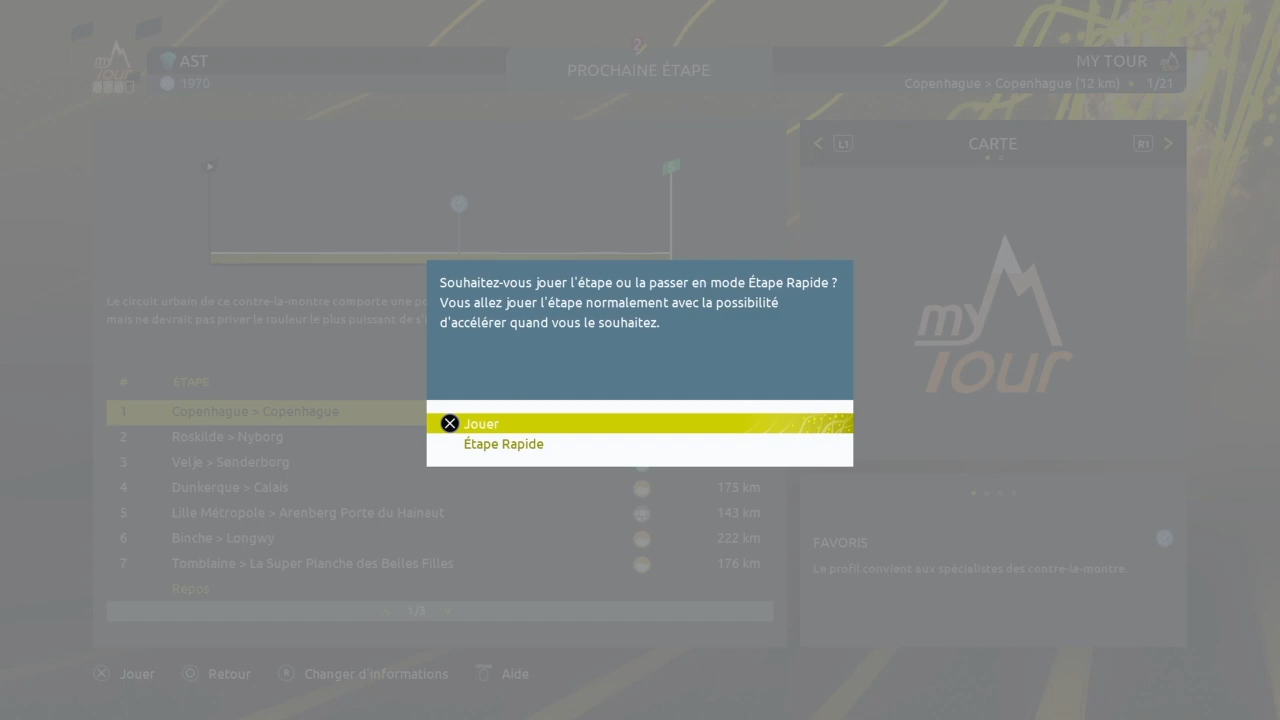 my
Tour
AST
1970
2
PROCHAINE ÉTAPE
MY TOUR
Copenhague > Copenhague (12 km) • 1/21
L1
CARTE
R1
S
my
Tour
Le circuit urbain de ce contre-la-montre comporte une
mais ne devrait pas priver le rouleur le plus puissant de
Souhaitez-vous jouer l'étape ou la passer en mode Étape Rapide ?
Vous allez jouer l'étape normalement avec la possibilité
d'accélérer quand vous le souhaitez.
Jouer
Étape Rapide
# ÉTAPE
1 Copenhague > Copenhague
2 Roskilde > Nyborg
3 Velje > Sønderborg
4 Dunkerque > Calais 175 km
5 Lille Métropole > Arenberg Porte du Hainaut 143 km
6 Binche > Longwy 222 km
7 Tomblaine > La Super Planche des Belles Filles 176 km
Repos
1/3
FAVORIS
Le profil convient aux spécialistes des contre-la-montre.
Jouer
Retour
R Changer d'informations
Aide